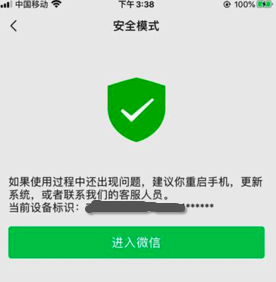 中国移动 下午 3:38 100%
安全模式
如果使用过程中还出现问题，建议你重启手机，更新
系统，或者联系我们的客服人员。
当前设备标识：*******
进入微信